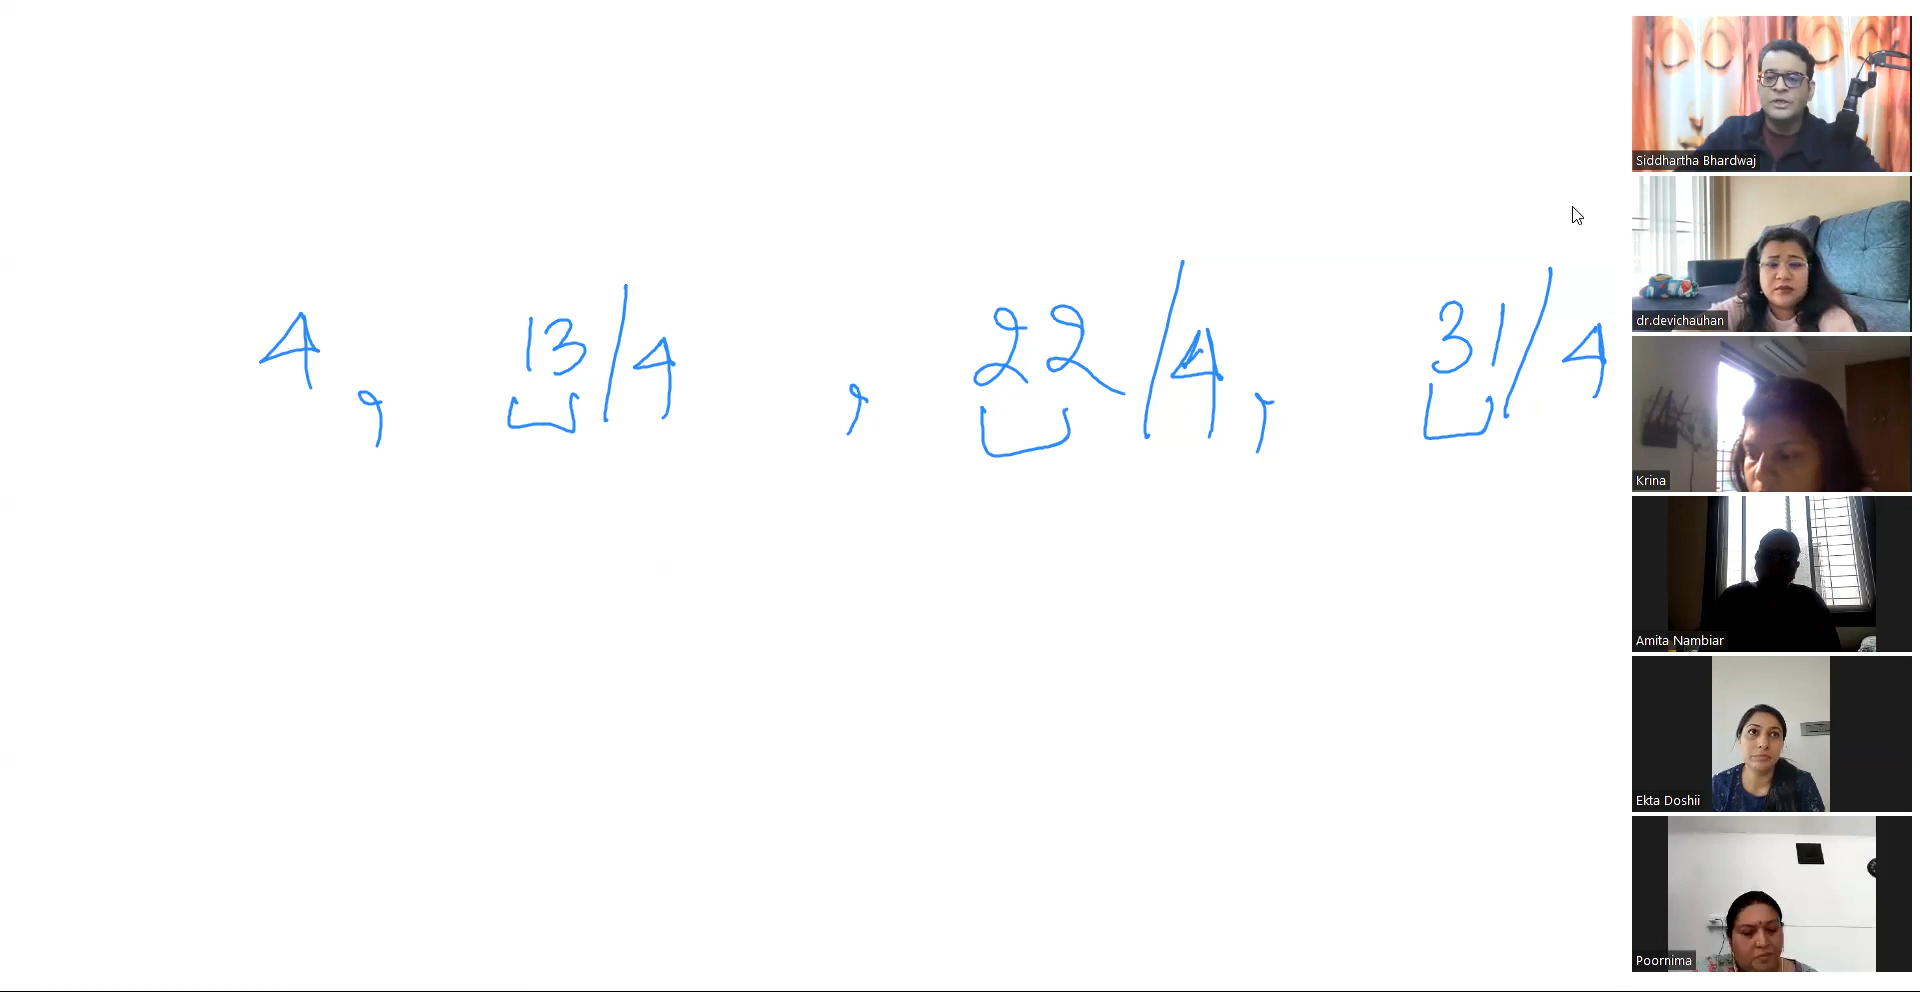 4, 13/4, 22/4, 31/4
Siddhartha Bhardwaj
dr.devichauhan
Krina
Amita Nambiar
Ekta Doshii
Poornima